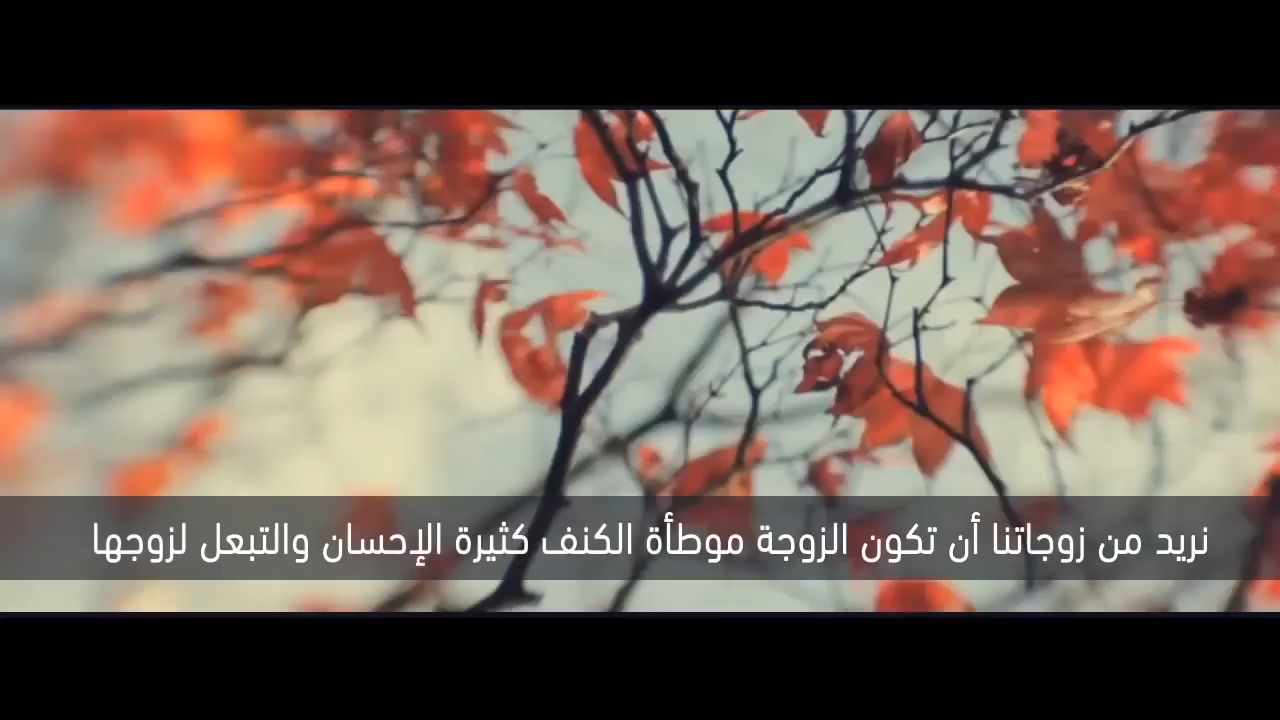 نريد من زوجاتنا أن تكون الزوجة موطأة الكنف كثيرة الإحسان والتبعل لزوجها